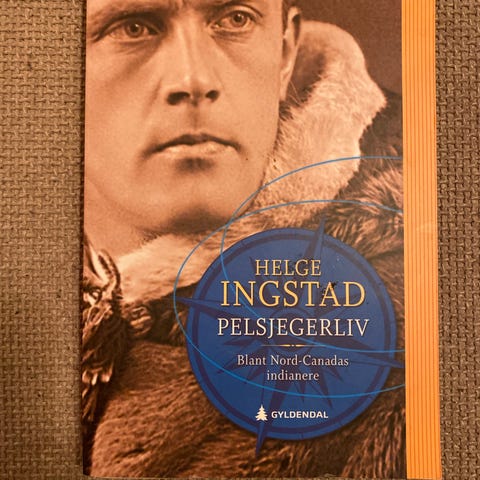 HELGE
INGSTAD
PELSJEGERLIV
Blant Nord-Canadas
indianere
GYLDENDAL